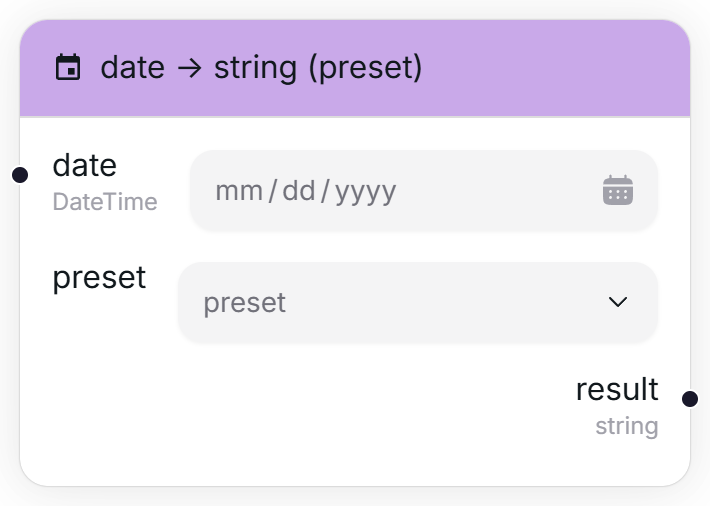 date → string (preset)
date
DateTime
mm/dd/yyyy
preset
preset
result
string